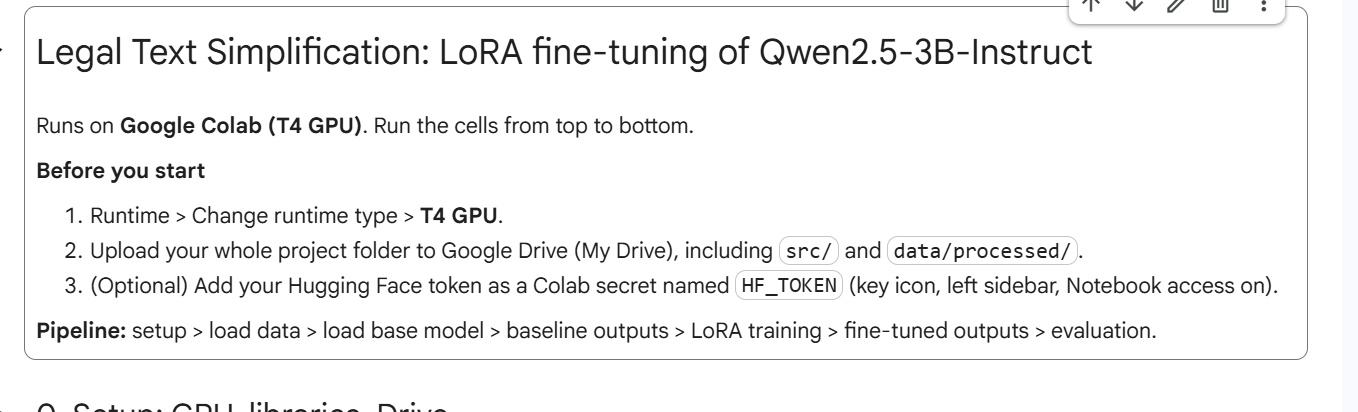 Legal Text Simplification: LoRA fine-tuning of Qwen2.5-3B-Instruct
Runs on Google Colab (T4 GPU). Run the cells from top to bottom.
Before you start
1. Runtime > Change runtime type > T4 GPU.
2. Upload your whole project folder to Google Drive (My Drive), including src/ and data/processed/.
3. (Optional) Add your Hugging Face token as a Colab secret named HF_TOKEN (key icon, left sidebar, Notebook access on).
Pipeline: setup > load data > load base model > baseline outputs > LoRA training > fine-tuned outputs > evaluation.
Setup: GPU, libraries, Drive